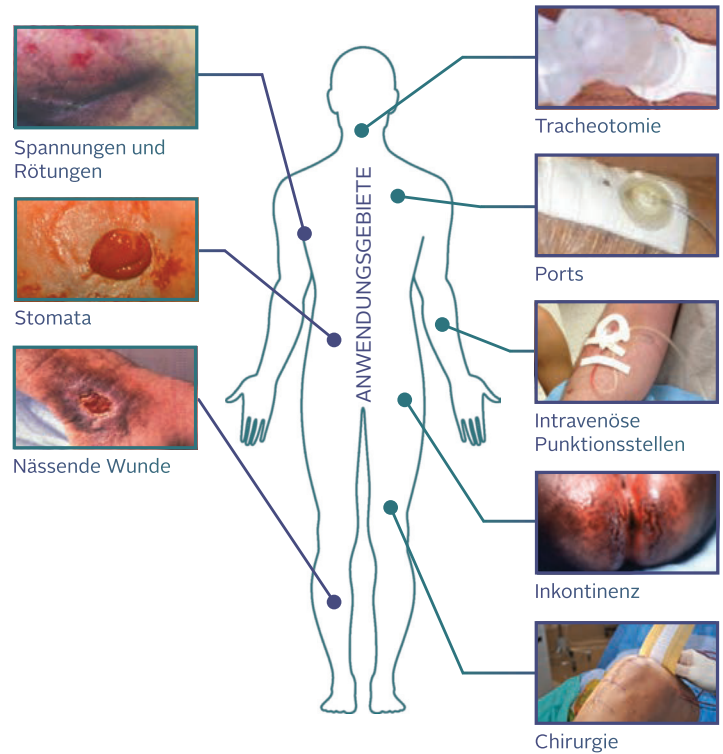 Spannungen und
Rötungen
Stomata
Nässende Wunde
ANWENDUNGSGEBIETE
Tracheotomie
Ports
Intravenöse
Punktionsstellen
Inkontinenz
Chirurgie